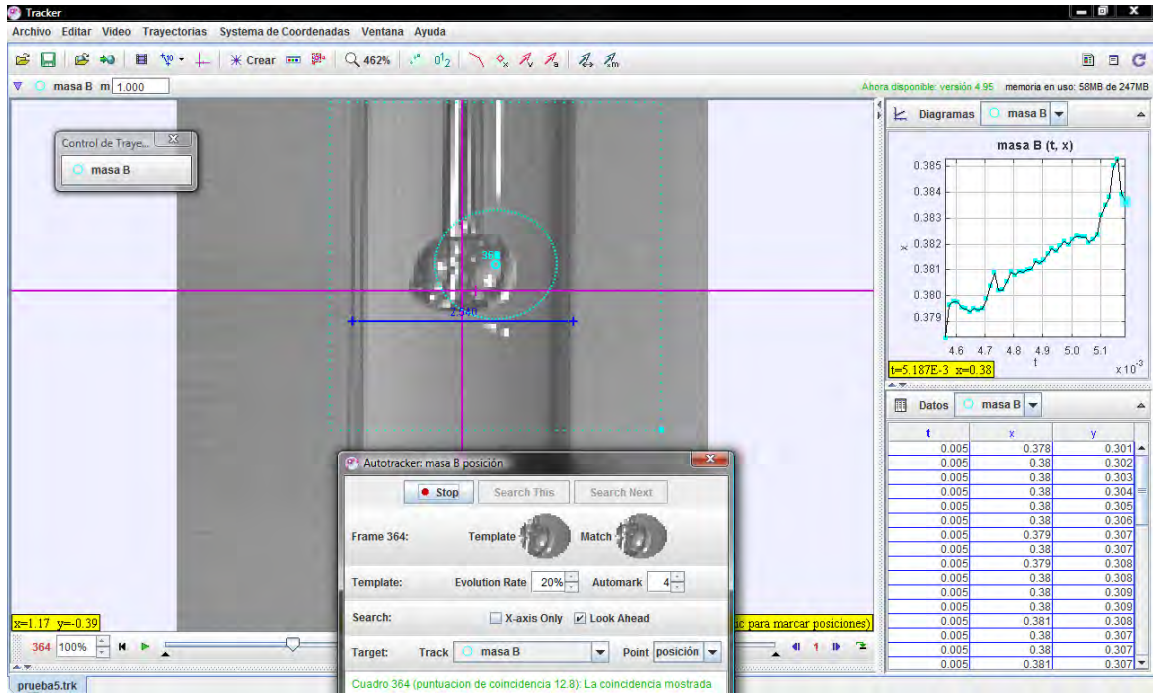 Tracker
Archivo Editar Video Trayectorias Systema de Coordenadas Ventana Ayuda
Crear 462%
masa B m 1.000 Ahora disponible: versión 4.95 memoria en uso: 58MB de 247MB
Control de Traye...
masa B
36
2.940
Diagramas masa B
masa B (t, x)
0.385
0.384
0.383
0.382
0.381
0.380
0.379
x
4.6 4.7 4.8 4.9 5.0 5.1
t
x 10-3
t=5.187E-3 x=0.38
Datos masa B
t x y
0.005 0.378 0.301
0.005 0.38 0.302
0.005 0.38 0.303
0.005 0.38 0.304
0.005 0.38 0.305
0.005 0.38 0.306
0.005 0.379 0.307
0.005 0.38 0.307
0.005 0.379 0.308
0.005 0.38 0.308
0.005 0.38 0.309
0.005 0.38 0.309
0.005 0.381 0.308
0.005 0.38 0.307
0.005 0.38 0.307
0.005 0.381 0.307
Autotracker: masa B posición
Stop Search This Search Next
Frame 364: Template Match
Template: Evolution Rate 20% Automark 4
Search: X-axis Only Look Ahead
Target: Track masa B Point posición
Cuadro 364 (puntuacion de coincidencia 12.8): La coincidencia mostrada
x=1.17 y=-0.39
ic para marcar posiciones)
364 100%
1
prueba5.trk